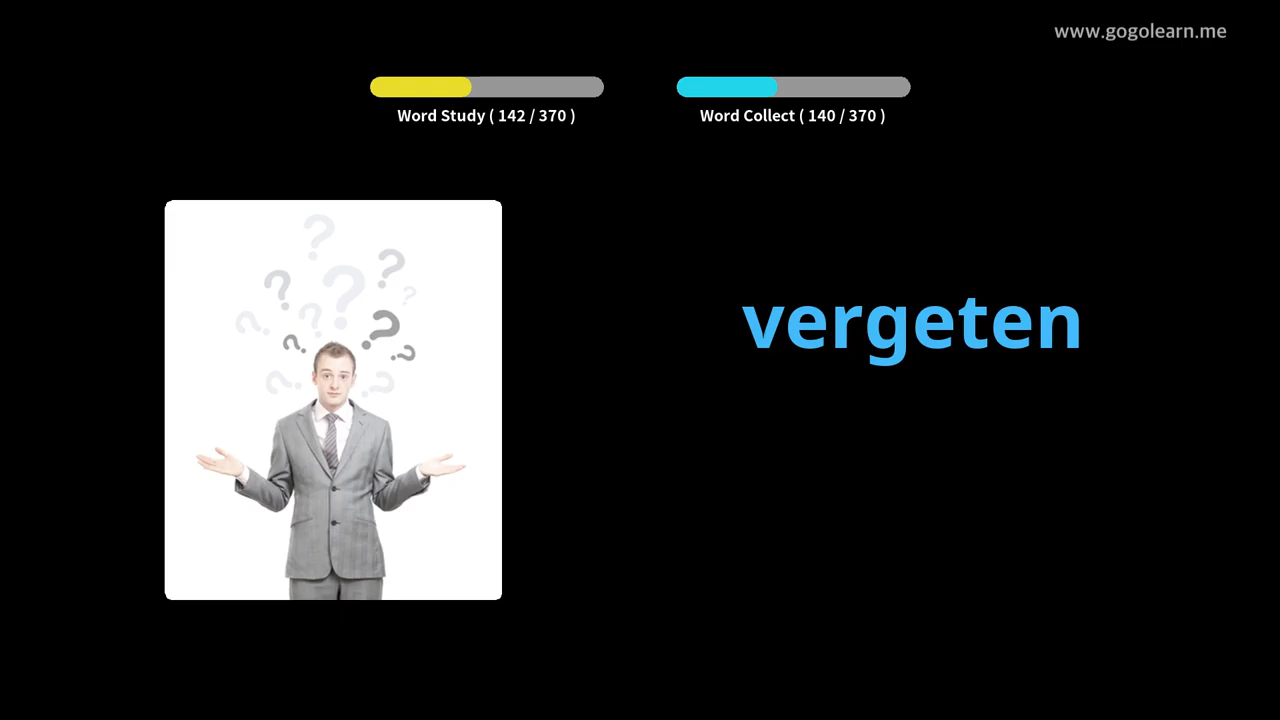 www.gogolearn.me
Word Study ( 142 / 370 )
Word Collect ( 140 / 370 )
? ? ? ? ? ? ? ? ? ? ? ?
vergeten